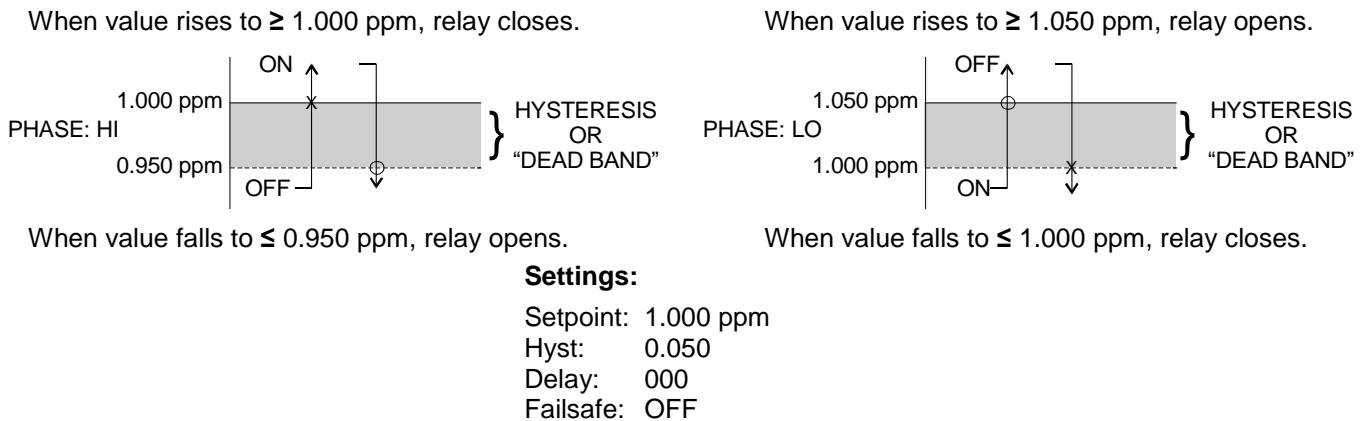 When value rises to ≥ 1.000 ppm, relay closes.
ON
1.000 ppm
X
PHASE: HI
HYSTERESIS
OR
“DEAD BAND”
}
0.950 ppm
OFF
When value falls to ≤ 0.950 ppm, relay opens.
When value rises to ≥ 1.050 ppm, relay opens.
OFF
1.050 ppm
PHASE: LO
HYSTERESIS
OR
“DEAD BAND”
}
1.000 ppm
X
ON
When value falls to ≤ 1.000 ppm, relay closes.
Settings:
Setpoint: 1.000 ppm
Hyst: 0.050
Delay: 000
Failsafe: OFF